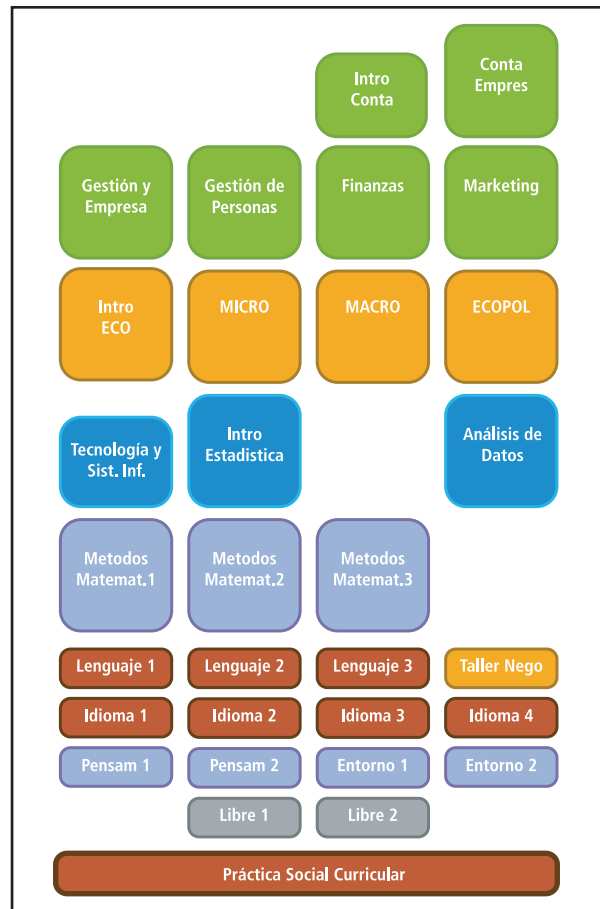 Intro
Conta
Conta
Empres
Gestión y
Empresa
Gestión de
Personas
Finanzas
Marketing
Intro
ECO
MICRO
MACRO
ECOPOL
Tecnología y
Sist. Inf.
Intro
Estadistica
Análisis de
Datos
Metodos
Matemat.1
Metodos
Matemat.2
Metodos
Matemat.3
Lenguaje 1
Lenguaje 2
Lenguaje 3
Taller Nego
Idioma 1
Idioma 2
Idioma 3
Idioma 4
Pensam 1
Pensam 2
Entorno 1
Entorno 2
Libre 1
Libre 2
Práctica Social Curricular